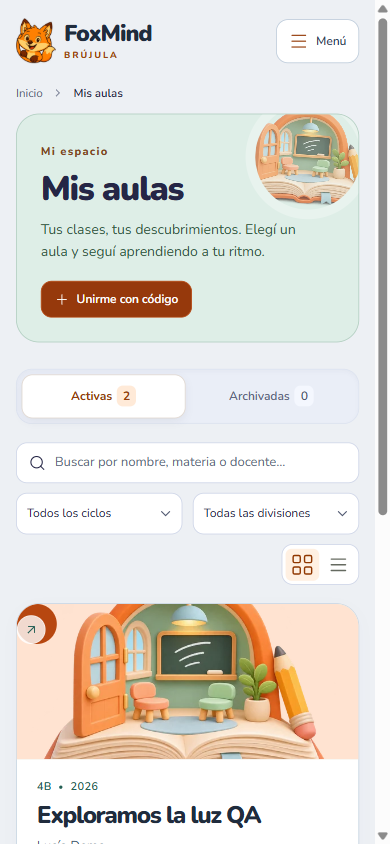 FoxMind
BRÚJULA
Menú
Inicio > Mis aulas
Mi espacio
Mis aulas
Tus clases, tus descubrimientos. Elegí un
aula y seguí aprendiendo a tu ritmo.
Unirme con código
Activas 2
Archivadas 0
Buscar por nombre, materia o docente...
Todos los ciclos
Todas las divisiones
4B • 2026
Exploramos la luz QA